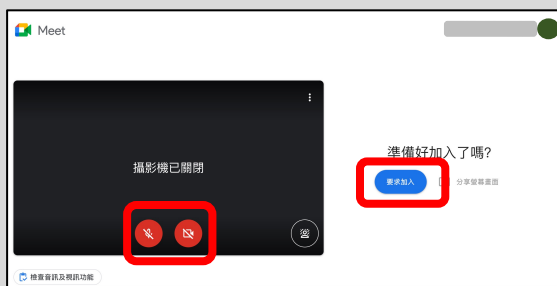 Meet
攝影機已關閉
準備好加入了嗎?
要求加入
分享螢幕畫面
檢查音訊及視訊功能